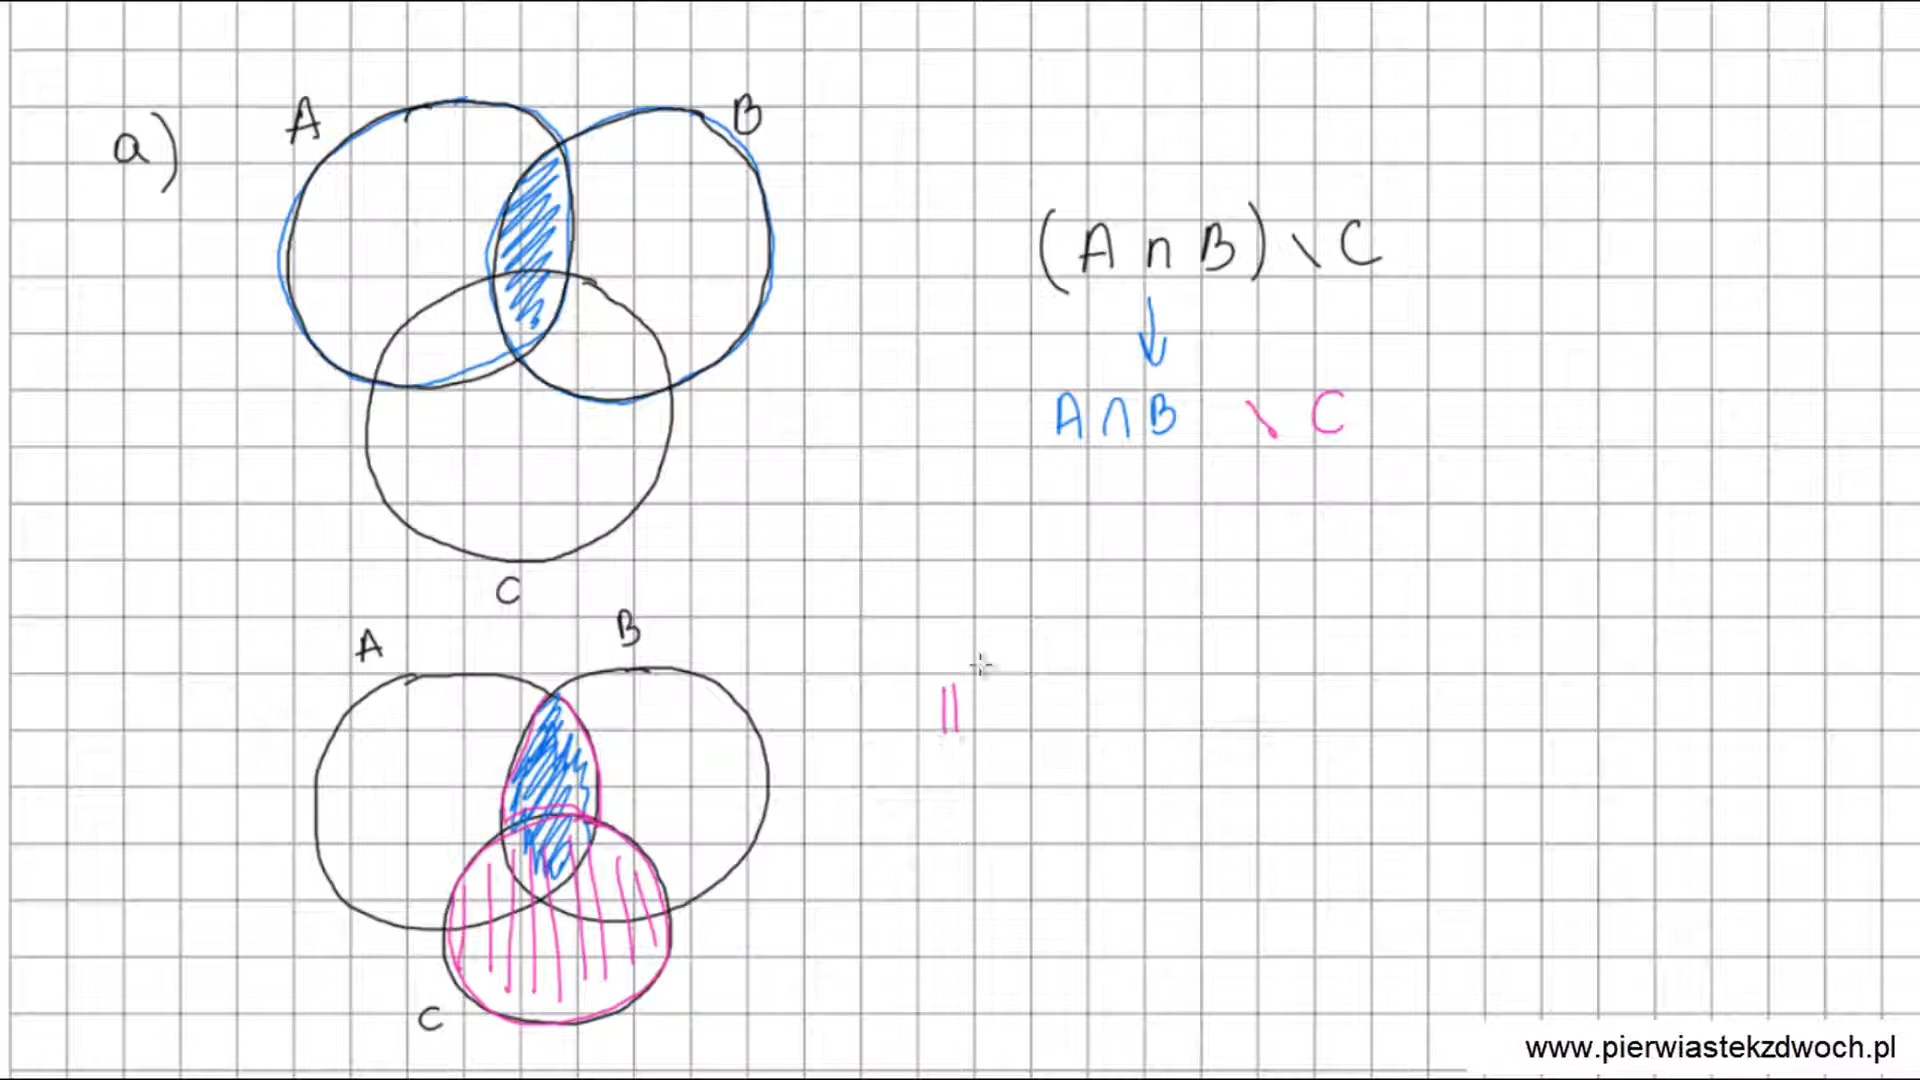 a)
A
B
(A ∩ B) \ C
A ∩ B \ C
C
A
B
||
C
www.pierwiastekzdwoch.pl